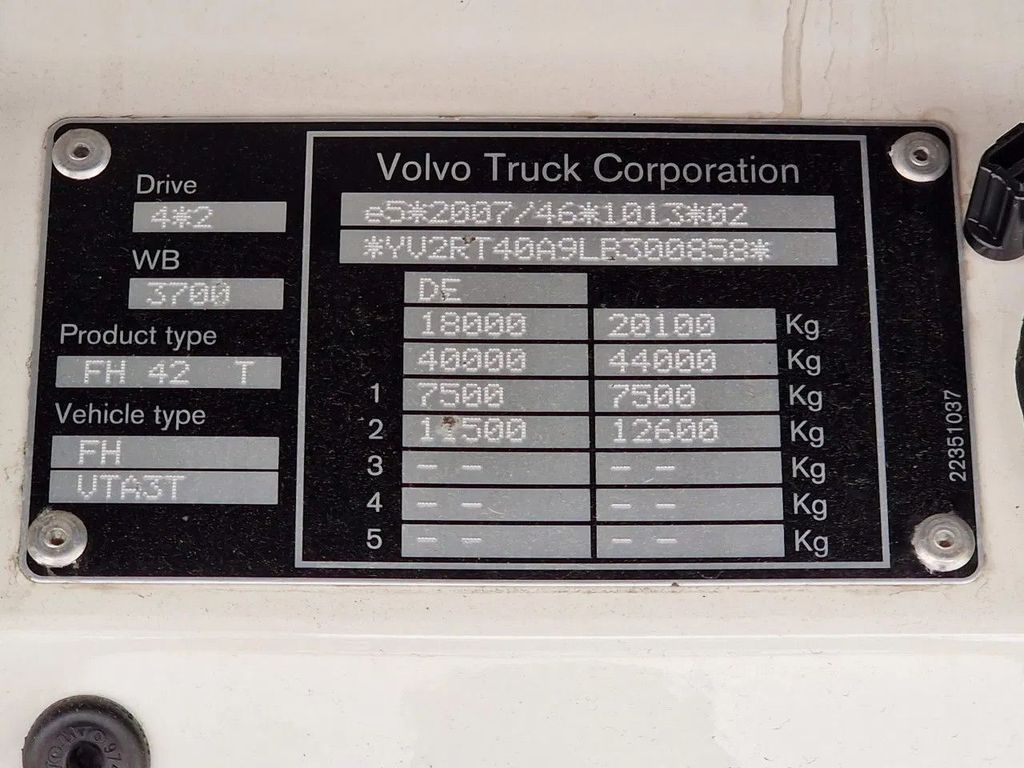 Volvo Truck Corporation
e5*2007/46*1013*02
*YV2RT40A9LB300858*
DE
18000 20100 Kg
40000 44000 Kg
1 7500 7500 Kg
2 11500 12600 Kg
3 - - - - Kg
4 - - - - Kg
5 - - - - Kg
Drive
4*2
WB
3700
Product type
FH 42 T
Vehicle type
FH
VTA3T
22351037